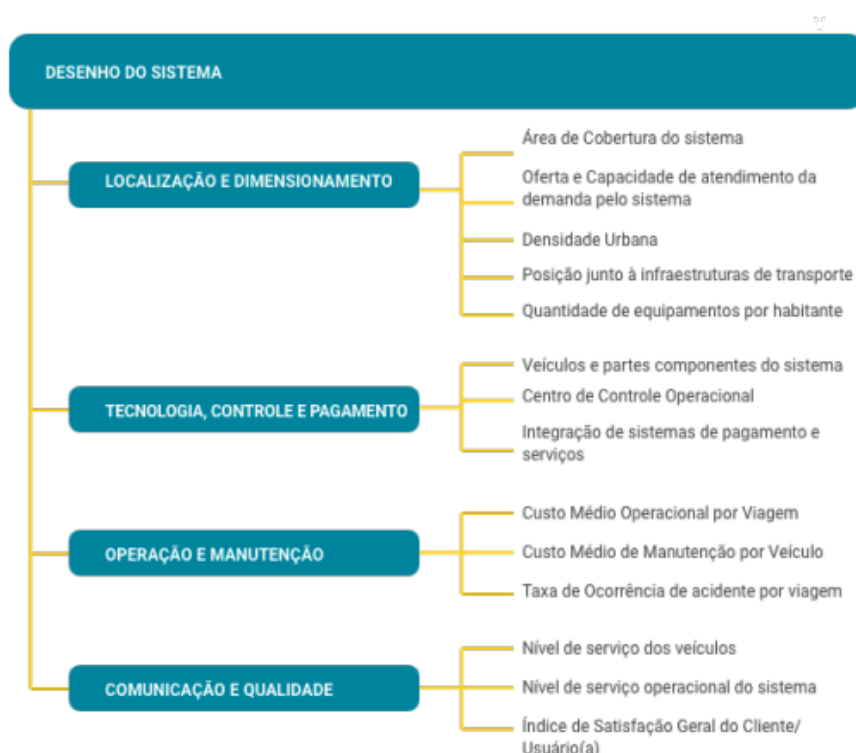 DESENHO DO SISTEMA
LOCALIZAÇÃO E DIMENSIONAMENTO
Área de Cobertura do sistema
Oferta e Capacidade de atendimento da
demanda pelo sistema
Densidade Urbana
Posição junto à infraestruturas de transporte
Quantidade de equipamentos por habitante
TECNOLOGIA, CONTROLE E PAGAMENTO
Veículos e partes componentes do sistema
Centro de Controle Operacional
Integração de sistemas de pagamento e
serviços
OPERAÇÃO E MANUTENÇÃO
Custo Médio Operacional por Viagem
Custo Médio de Manutenção por Veículo
Taxa de Ocorrência de acidente por viagem
COMUNICAÇÃO E QUALIDADE
Nível de serviço dos veículos
Nível de serviço operacional do sistema
Índice de Satisfação Geral do Cliente/
Usuário(a)